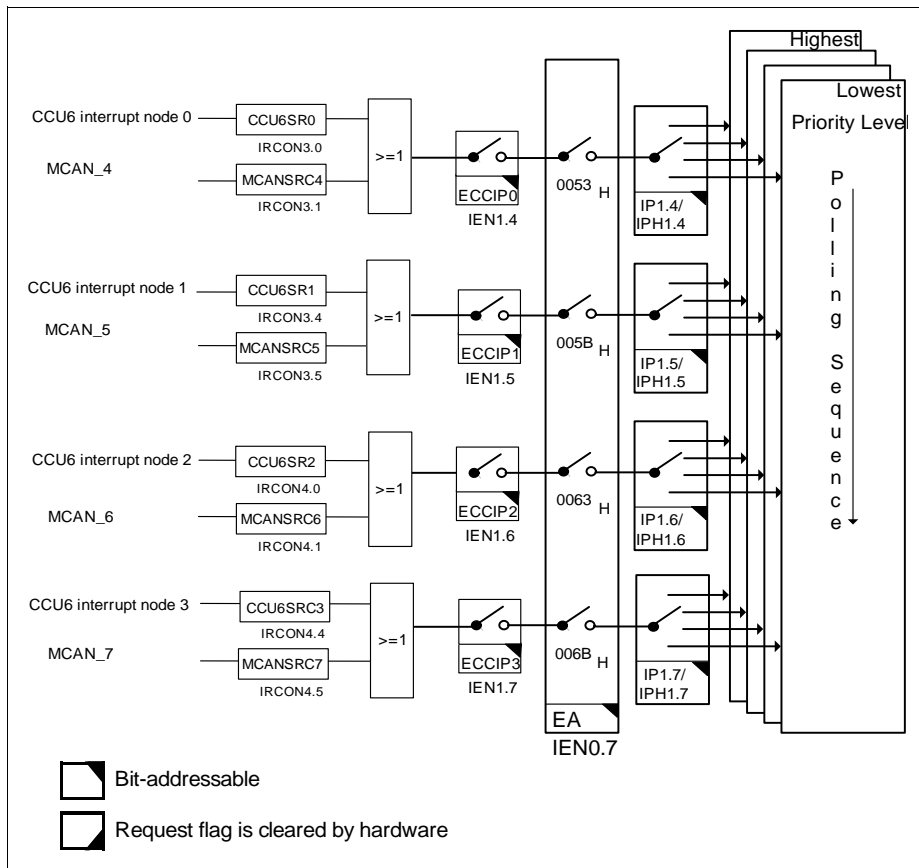 Highest
Lowest
Priority Level
CCU6 interrupt node 0
CCU6SR0
IRCON3.0
MCAN_4
MCANSRC4
IRCON3.1
>=1
ECCIP0
IEN1.4
0053 H
IP1.4/
IPH1.4
CCU6 interrupt node 1
CCU6SR1
IRCON3.4
MCAN_5
MCANSRC5
IRCON3.5
>=1
ECCIP1
IEN1.5
005B H
IP1.5/
IPH1.5
CCU6 interrupt node 2
CCU6SR2
IRCON4.0
MCAN_6
MCANSRC6
IRCON4.1
>=1
ECCIP2
IEN1.6
0063 H
IP1.6/
IPH1.6
CCU6 interrupt node 3
CCU6SRC3
IRCON4.4
MCAN_7
MCANSRC7
IRCON4.5
>=1
ECCIP3
IEN1.7
006B H
IP1.7/
IPH1.7
Polling Sequence
EA
IEN0.7
Bit-addressable
Request flag is cleared by hardware